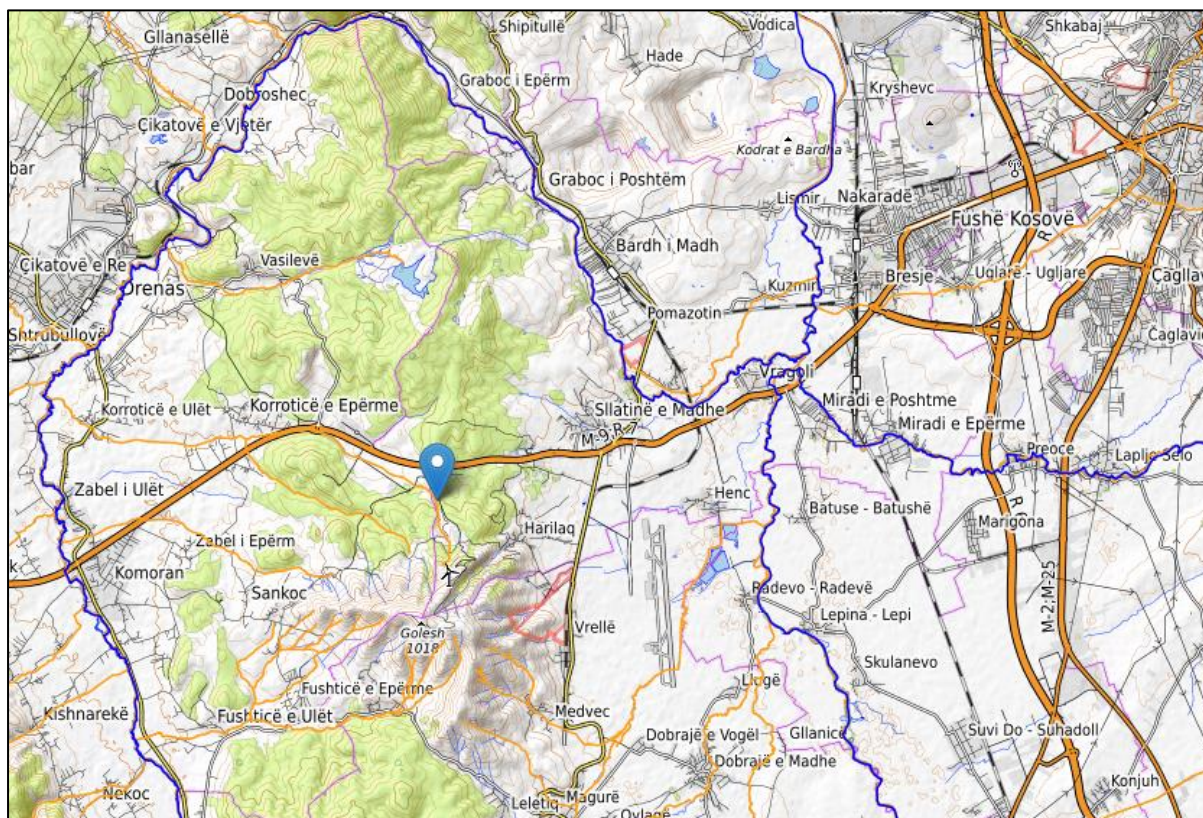 Gllanasellë
Shipitullë
Vodica
Shkabaj
Hade
Graboc i Epërm
Kryshevc
Dobroshec
Çikatovë e Vjetër
Kodrat e Bardha
Graboc i Poshtëm
Lismir
Nakaradë
Fushë Kosovë
Bardh i Madh
Vasilevë
Çikatovë e Re
Drenas
Kuzmin
Bresje
Uglarë - Ugljare
Çagllav
Pomazotin
Shtrubullovë
Çaglavic
Vragoli
Korroticë e Ulët
Korroticë e Epërme
Sllatinë e Madhe
M-9;R 7
Miradi e Poshtme
Miradi e Epërme
Preoce
Laplje Selo
Zabel i Ulët
Henc
R 6
Harilaq
Batuse - Batushë
Marigona
Zabel i Epërm
Komoran
Sankoc
Radevo - Radevë
M-2;M-25
Lepina - Lepi
Golesh
1018
Vrellë
Skulanevo
Fushticë e Epërme
Llugë
Kishnarekë
Fushticë e Ulët
Medvec
Dobrajë e Vogël
Gllanicë
Suvi Do - Suhadoll
Dobrajë e Madhe
Nekoc
Leletiq
Magurë
Konjuh